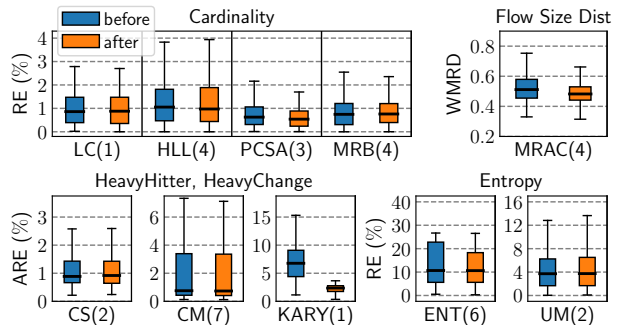 Cardinality
before
after
RE (%)
4
3
2
1
0
LC(1) HLL(4) PCSA(3) MRB(4)
Flow Size Dist
WMRD
0.8
0.6
0.4
0.2
MRAC(4)
HeavyHitter, HeavyChange
ARE (%)
3
2
1
0
CS(2)
6
4
2
0
CM(7)
15
10
5
0
KARY(1)
Entropy
RE (%)
40
30
20
10
0
ENT(6)
12
8
4
0
UM(2)